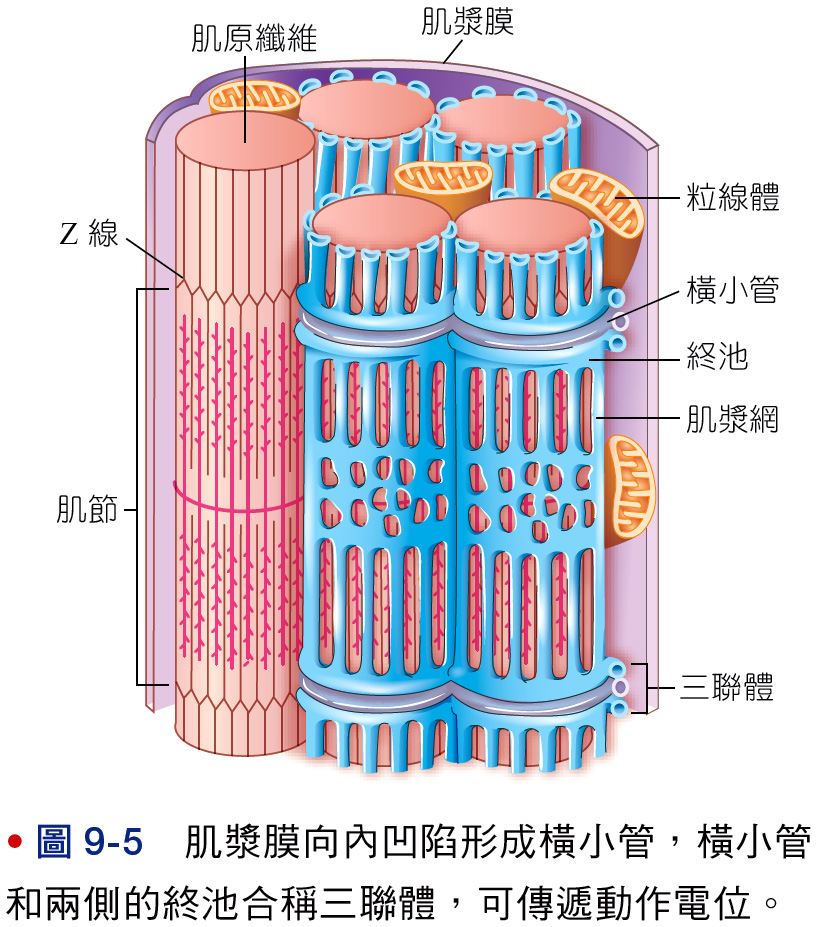 肌漿膜
肌原纖維
粒線體
Z 線
橫小管
終池
肌漿網
肌節
三聯體
• 圖 9-5 肌漿膜向內凹陷形成橫小管，橫小管
和兩側的終池合稱三聯體，可傳遞動作電位。